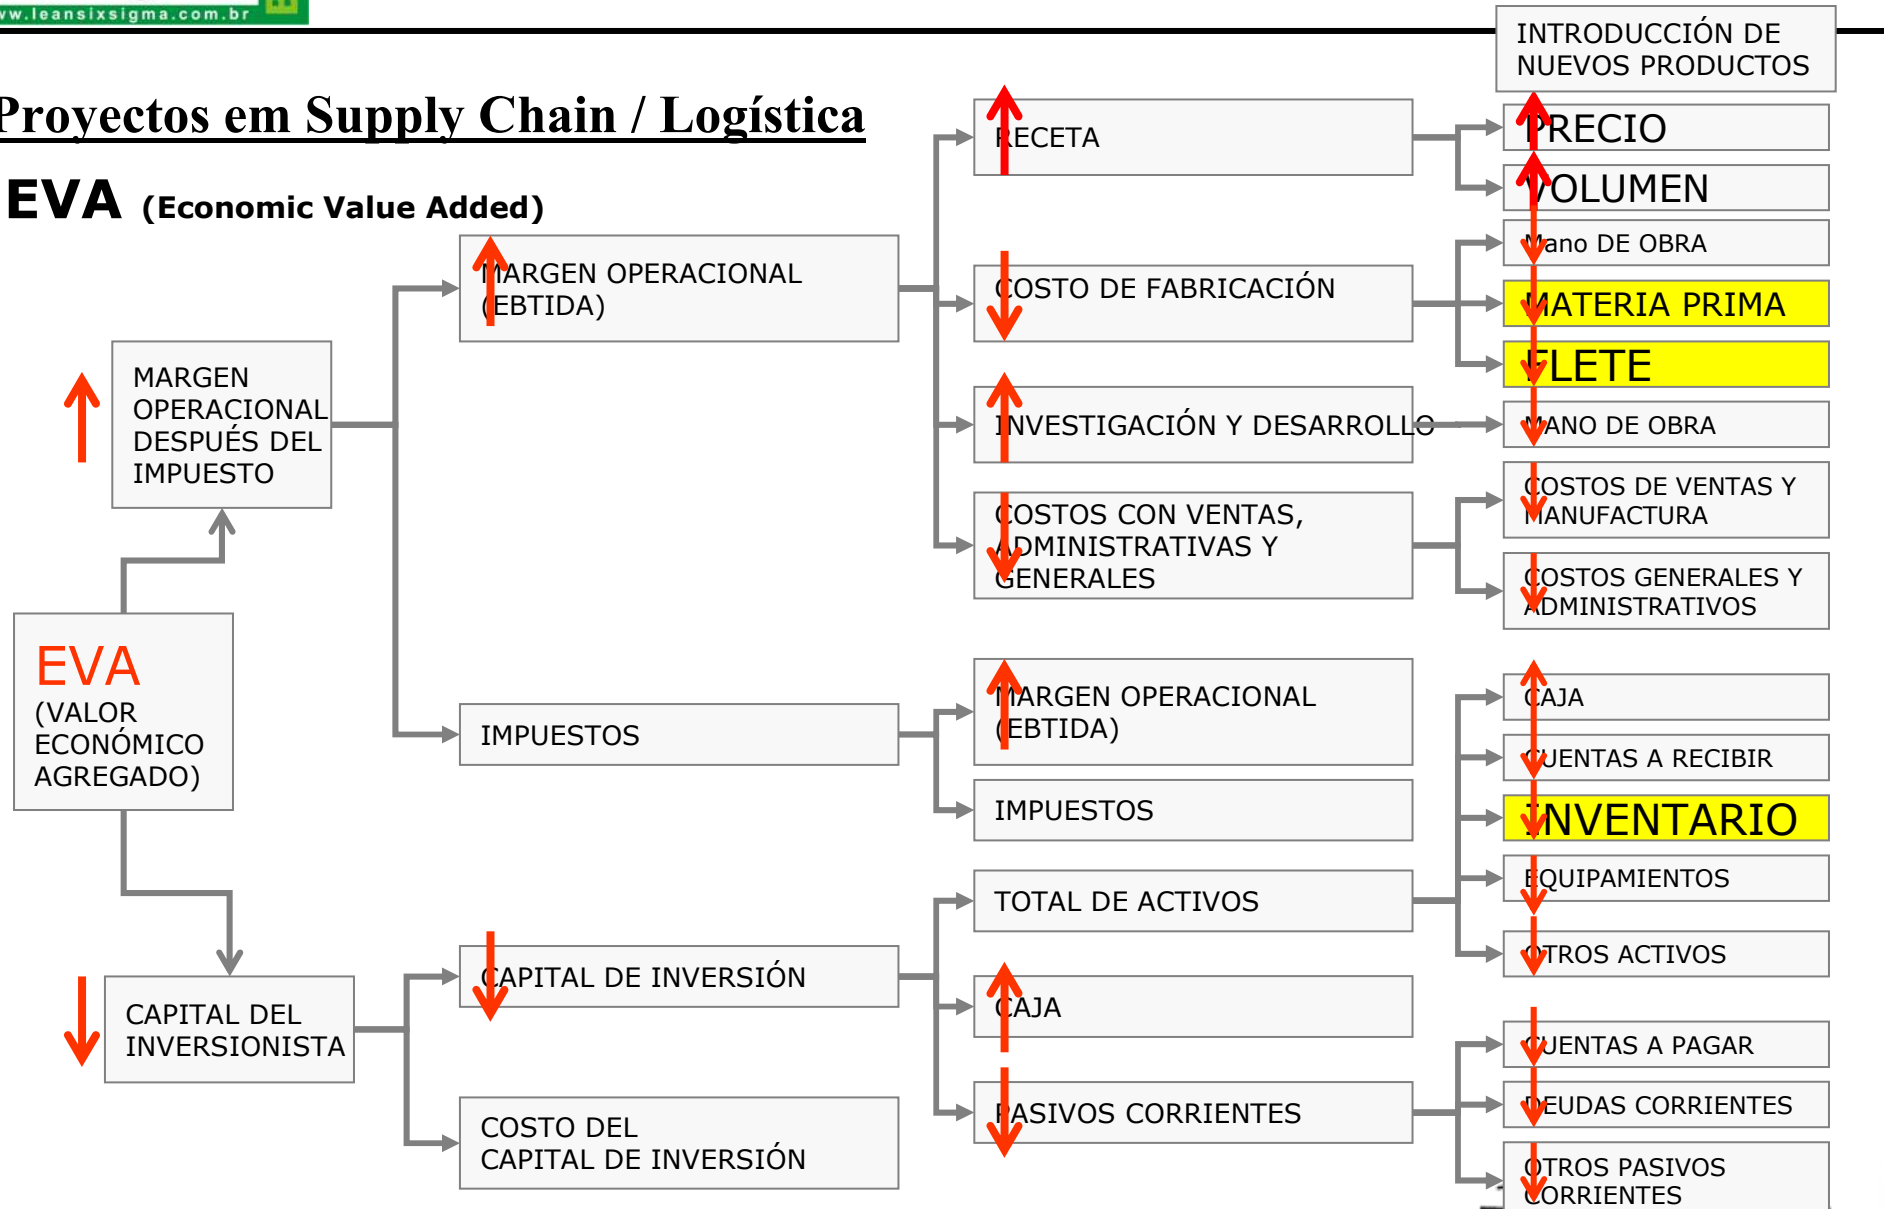 ww.leansixsigma.com.br
INTRODUCCIÓN DE
NUEVOS PRODUCTOS
Proyectos em Supply Chain / Logística
EVA (Economic Value Added)
RECETA
PRECIO
VOLUMEN
MARGEN OPERACIONAL
(EBTIDA)
COSTO DE FABRICACIÓN
Mano DE OBRA
MATERIA PRIMA
FLETE
MARGEN
OPERACIONAL
DESPUÉS DEL
IMPUESTO
INVESTIGACIÓN Y DESARROLLO
MANO DE OBRA
COSTOS CON VENTAS,
ADMINISTRATIVAS Y
GENERALES
COSTOS DE VENTAS Y
MANUFACTURA
COSTOS GENERALES Y
ADMINISTRATIVOS
EVA
(VALOR
ECONÓMICO
AGREGADO)
IMPUESTOS
MARGEN OPERACIONAL
(EBTIDA)
IMPUESTOS
CAJA
CUENTAS A RECIBIR
INVENTARIO
EQUIPAMIENTOS
OTROS ACTIVOS
TOTAL DE ACTIVOS
CAPITAL DEL
INVERSIONISTA
CAPITAL DE INVERSIÓN
CAJA
PASIVOS CORRIENTES
CUENTAS A PAGAR
DEUDAS CORRIENTES
OTROS PASIVOS
CORRIENTES
COSTO DEL
CAPITAL DE INVERSIÓN